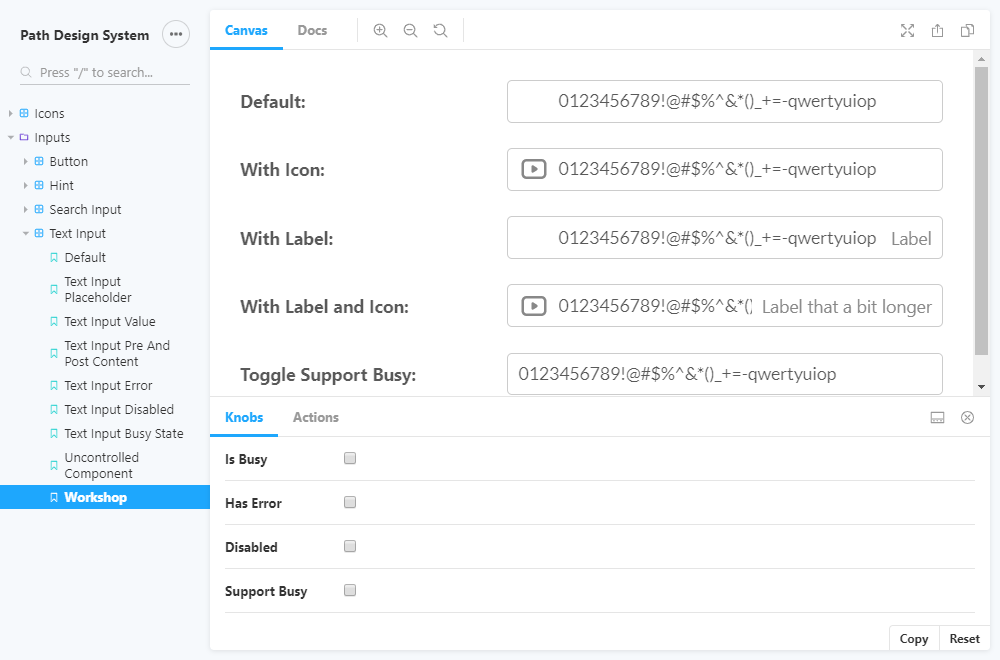 Path Design System
Press "/" to search...
Icons
Inputs
Button
Hint
Search Input
Text Input
Default
Text Input
Placeholder
Text Input Value
Text Input Pre And
Post Content
Text Input Error
Text Input Disabled
Text Input Busy State
Uncontrolled
Component
Workshop
Canvas Docs
Default: 0123456789!@#$%^&*()_+=-qwertyuiop
With Icon: 0123456789!@#$%^&*()_+=-qwertyuiop
With Label: 0123456789!@#$%^&*()_+=-qwertyuiop Label
With Label and Icon: 0123456789!@#$%^&*() Label that a bit longer
Toggle Support Busy: 0123456789!@#$%^&*()_+=-qwertyuiop
Knobs Actions
Is Busy
Has Error
Disabled
Support Busy
Copy Reset